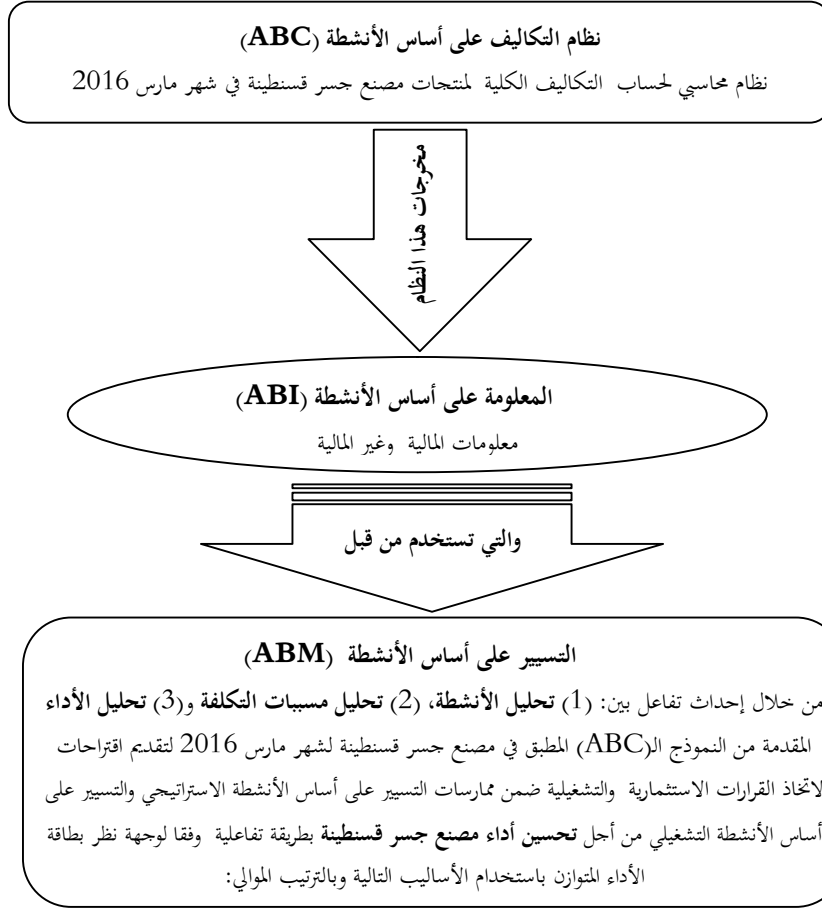 نظام التكاليف على أساس الأنشطة (ABC)
نظام محاسبي لحساب التكاليف الكلية لمنتجات مصنع جسر قسنطينة في شهر مارس 2016
مخرجات هذا النظام
المعلومة على أساس الأنشطة (ABI)
معلومات المالية وغير المالية
والتي تستخدم من قبل
التسيير على أساس الأنشطة (ABM)
من خلال إحداث تفاعل بين: (1) تحليل الأنشطة، (2) تحليل مسببات التكلفة و(3) تحليل الأداء
المقدمة من النموذج الـ(ABC) المطبق في مصنع جسر قسنطينة لشهر مارس 2016 لتقديم اقتراحات
لاتخاذ القرارات الاستثمارية والتشغيلية ضمن ممارسات التسيير على أساس الأنشطة الاستراتيجي والتسيير على
أساس الأنشطة التشغيلي من أجل تحسين أداء مصنع جسر قسنطينة بطريقة تفاعلية وفقا لوجهة نظر بطاقة
الأداء المتوازن باستخدام الأساليب التالية وبالترتيب الموالي: